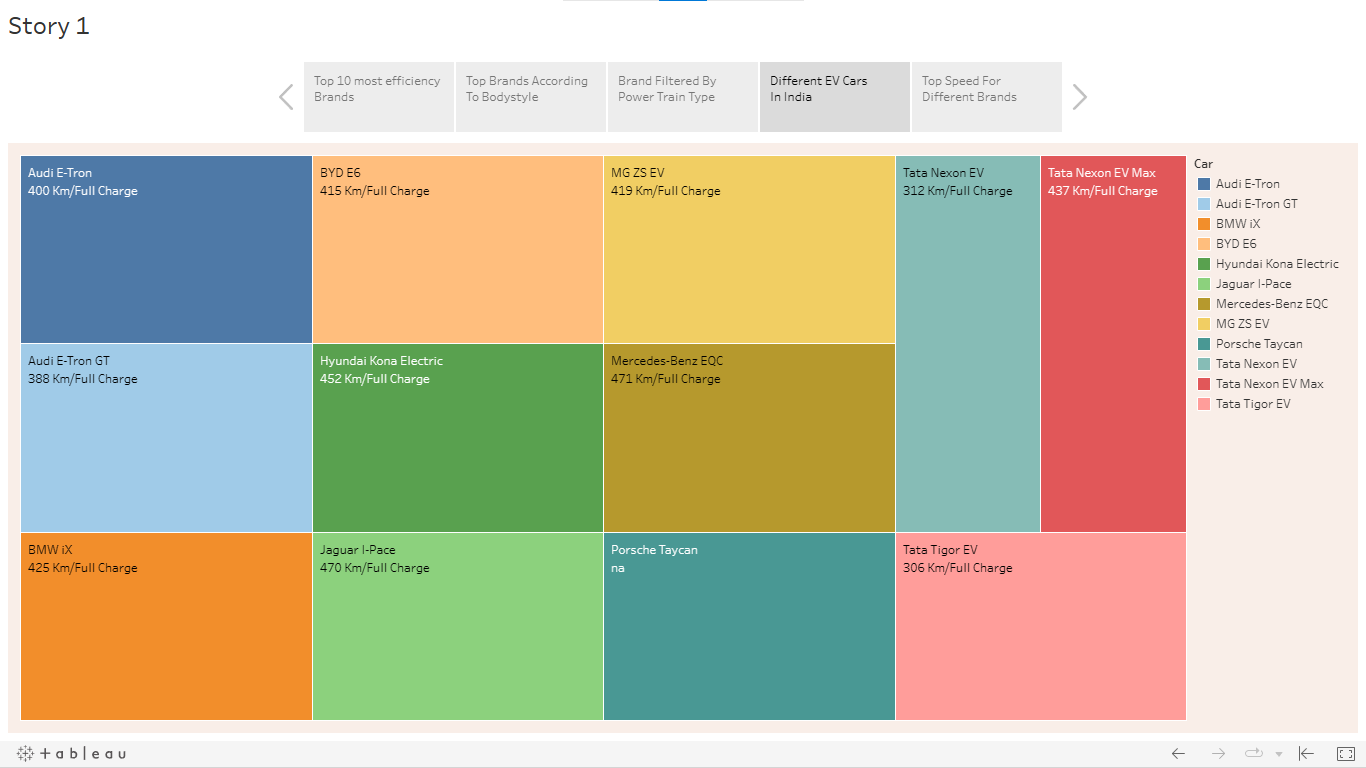 Story 1
Top 10 most efficiency
Brands
Top Brands According
To Bodystyle
Brand Filtered By
Power Train Type
Different EV Cars
In India
Top Speed For
Different Brands
Audi E-Tron
400 Km/Full Charge
BYD E6
415 Km/Full Charge
MG ZS EV
419 Km/Full Charge
Tata Nexon EV
312 Km/Full Charge
Tata Nexon EV Max
437 Km/Full Charge
Audi E-Tron GT
388 Km/Full Charge
Hyundai Kona Electric
452 Km/Full Charge
Mercedes-Benz EQC
471 Km/Full Charge
BMW iX
425 Km/Full Charge
Jaguar I-Pace
470 Km/Full Charge
Porsche Taycan
na
Tata Tigor EV
306 Km/Full Charge
Car
Audi E-Tron
Audi E-Tron GT
BMW iX
BYD E6
Hyundai Kona Electric
Jaguar I-Pace
Mercedes-Benz EQC
MG ZS EV
Porsche Taycan
Tata Nexon EV
Tata Nexon EV Max
Tata Tigor EV
tableau